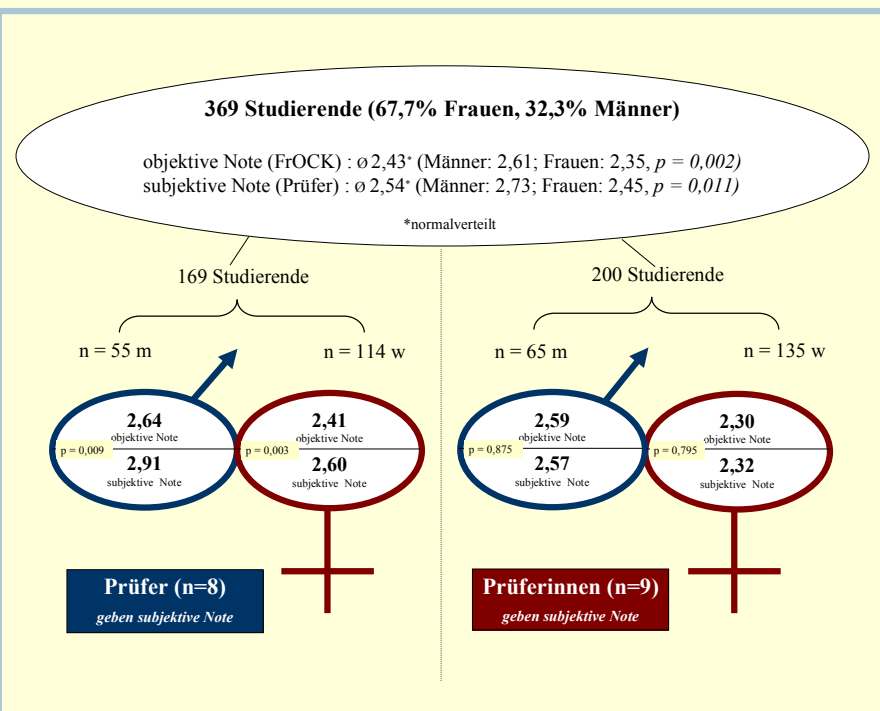 369 Studierende (67,7% Frauen, 32,3% Männer)
objektive Note (FrOCK) : ø 2,43* (Männer: 2,61; Frauen: 2,35, p = 0,002)
subjektive Note (Prüfer) : ø 2,54* (Männer: 2,73; Frauen: 2,45, p = 0,011)
*normalverteilt
169 Studierende
n = 55 m
n = 114 w
2,64
objektive Note
p = 0,009
2,91
subjektive Note
2,41
objektive Note
p = 0,003
2,60
subjektive Note
Prüfer (n=8)
geben subjektive Note
200 Studierende
n = 65 m
n = 135 w
2,59
objektive Note
p = 0,875
2,57
subjektive Note
2,30
objektive Note
p = 0,795
2,32
subjektive Note
Prüferinnen (n=9)
geben subjektive Note